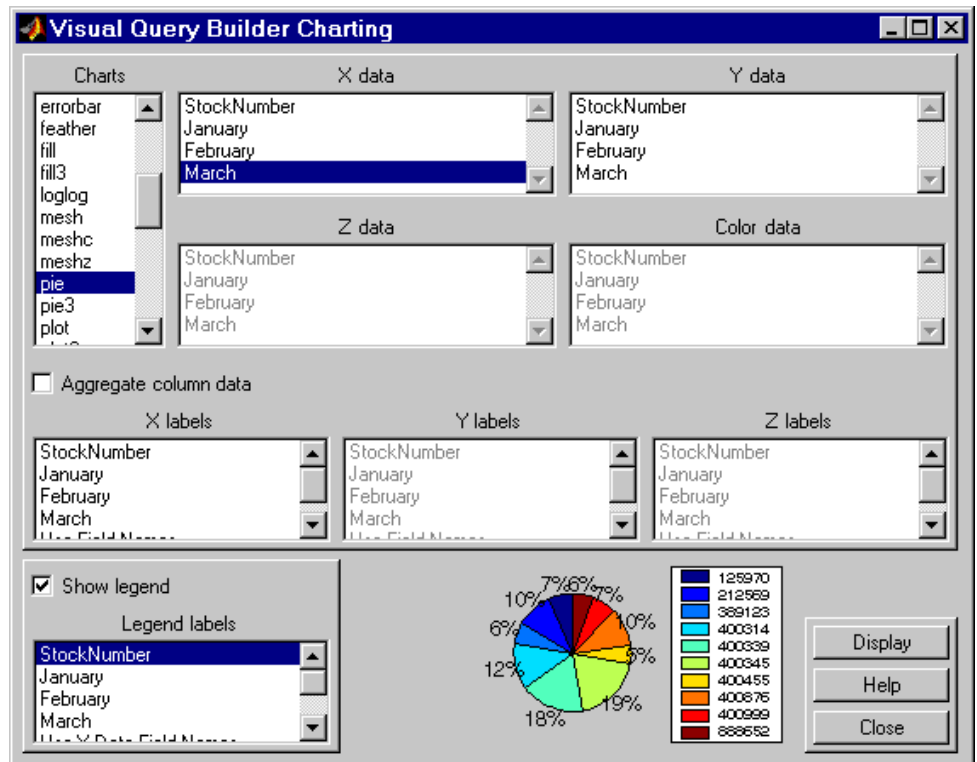 Visual Query Builder Charting
Charts
errorbar
feather
fill
fill3
loglog
mesh
meshc
meshz
pie
pie3
plot
X data
StockNumber
January
February
March
Y data
StockNumber
January
February
March
Z data
StockNumber
January
February
March
Color data
StockNumber
January
February
March
Aggregate column data
X labels
StockNumber
January
February
March
Y labels
StockNumber
January
February
March
Z labels
StockNumber
January
February
March
Show legend
Legend labels
StockNumber
January
February
March
7%
6%
7%
10%
10%
6%
5%
12%
19%
18%
125970
212569
389123
400314
400339
400345
400455
400876
400999
888652
Display
Help
Close